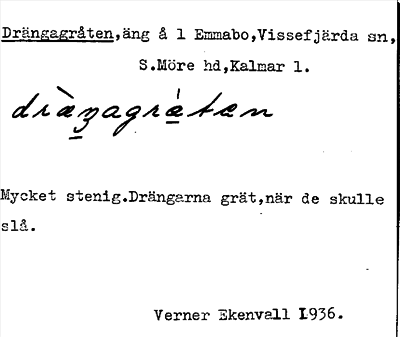 Drängagråten,äng å 1 Emmabo,Vissefjärda sn,
S.Möre hd,Kalmar l.
Mycket stenig.Drängarna grät,när de skulle
slå.
Verner Ekenvall 1936.